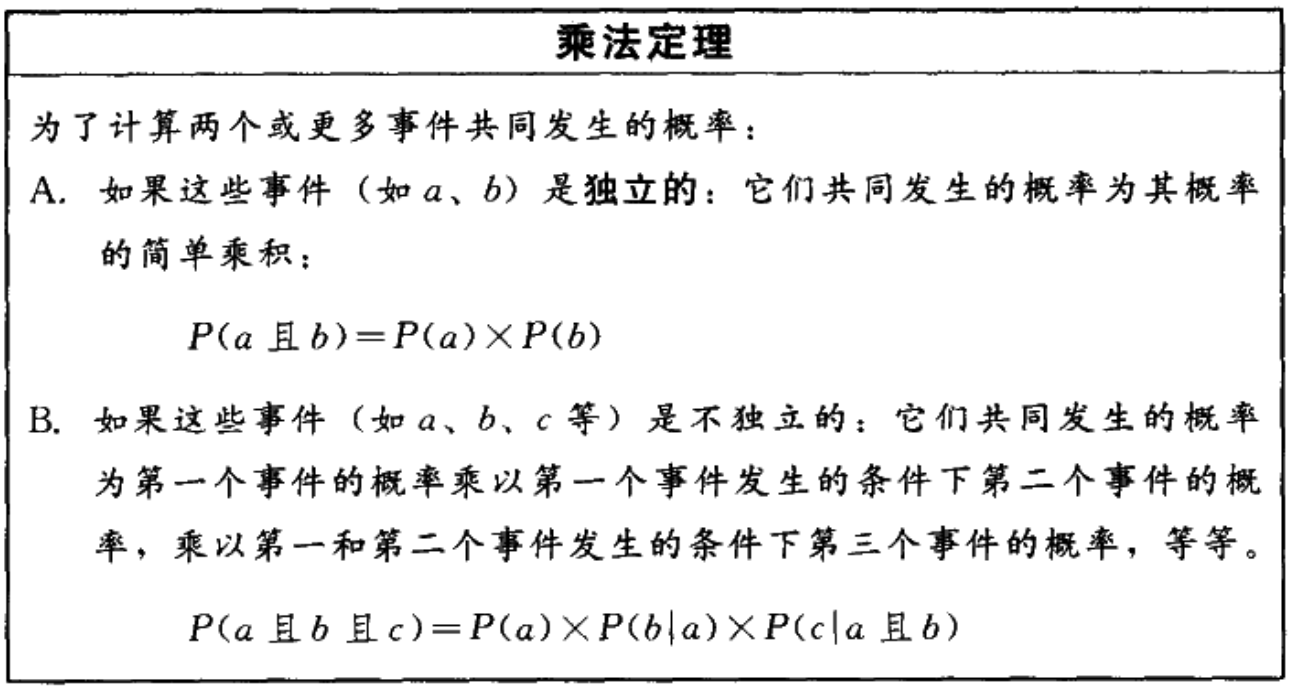 乘法定理
为了计算两个或更多事件共同发生的概率：
A. 如果这些事件（如 a、b）是独立的：它们共同发生的概率为其概率
的简单乘积：
P(a 且 b)=P(a)×P(b)
B. 如果这些事件（如 a、b、c 等）是不独立的：它们共同发生的概率
为第一个事件的概率乘以第一个事件发生的条件下第二个事件的概
率，乘以第一和第二个事件发生的条件下第三个事件的概率，等等。
P(a 且 b 且 c)=P(a)×P(b|a)×P(c|a 且 b)